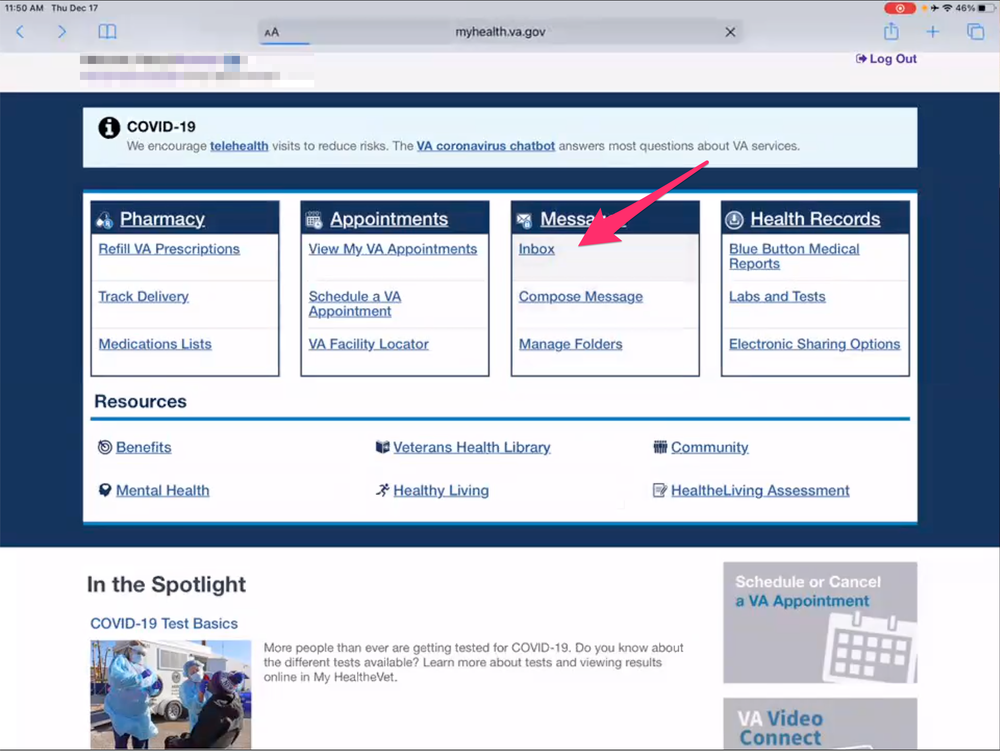 11:50 AM Thu Dec 17
46%
AA
myhealth.va.gov
Log Out
COVID-19
We encourage telehealth visits to reduce risks. The VA coronavirus chatbot answers most questions about VA services.
Pharmacy
Refill VA Prescriptions
Track Delivery
Medications Lists
Appointments
View My VA Appointments
Schedule a VA
Appointment
VA Facility Locator
Inbox
Compose Message
Manage Folders
Health Records
Blue Button Medical
Reports
Labs and Tests
Electronic Sharing Options
Resources
Benefits
Veterans Health Library
Community
Mental Health
Healthy Living
HealtheLiving Assessment
In the Spotlight
COVID-19 Test Basics
More people than ever are getting tested for COVID-19. Do you know about
the different tests available? Learn more about tests and viewing results
online in My HealtheVet.
Schedule or Cancel
a VA Appointment
VA Video
Connect